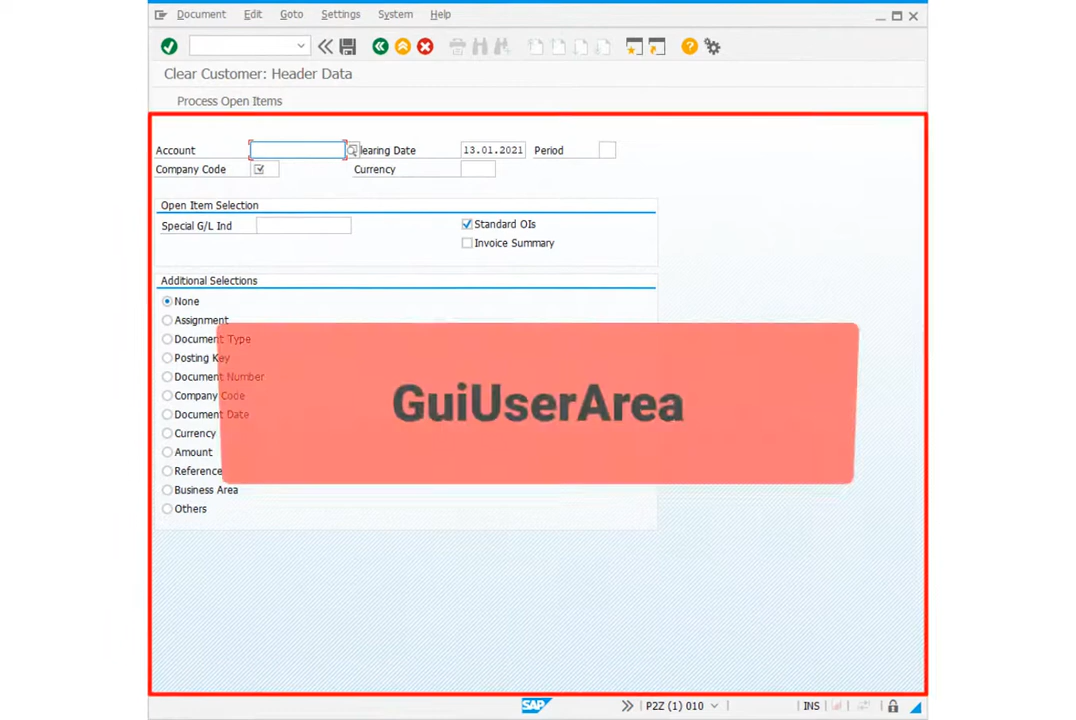 Document Edit Goto Settings System Help
Clear Customer: Header Data
Process Open Items
Account learing Date 13.01.2021 Period
Company Code Currency
Open Item Selection
Special G/L Ind Standard OIs
Invoice Summary
Additional Selections
None
Assignment
Document Type
Posting Key
Document Number
Company Code
Document Date
Currency
Amount
Reference
Business Area
Others
GuiUserArea
SAP P2Z (1) 010 INS